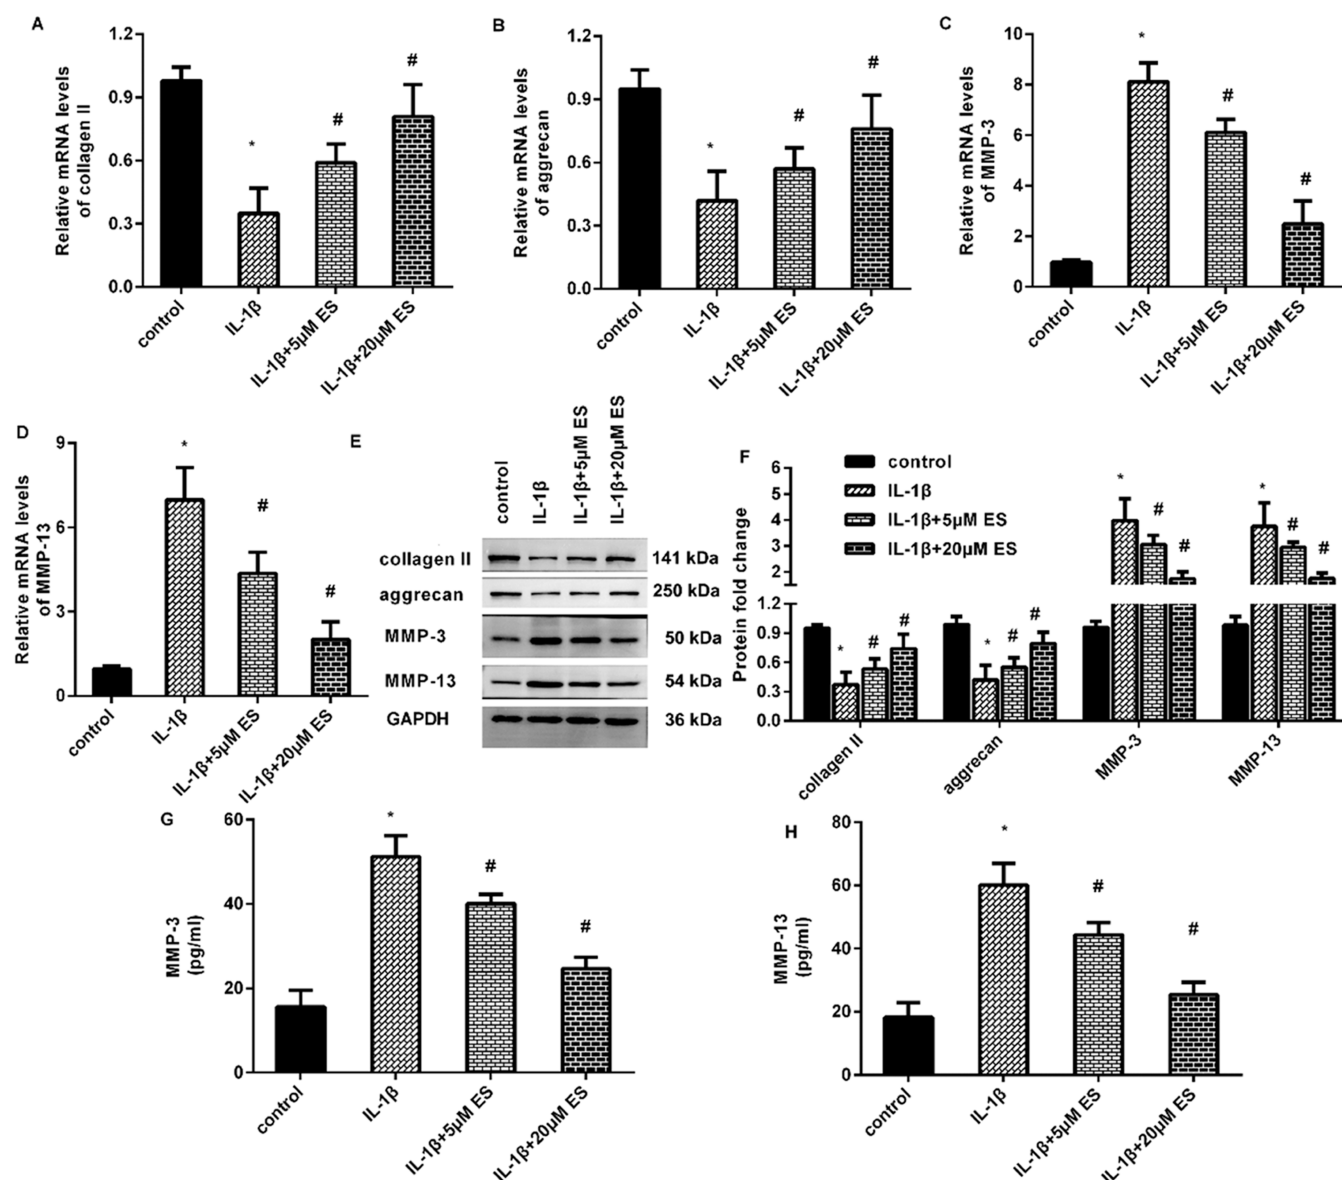 A
Relative mRNA levels
of collagen II
1.2
0.9
0.6
0.3
0.0
*
#
#
control
IL-1β
IL-1β+5μM ES
IL-1β+20μM ES
B
Relative mRNA levels
of aggrecan
1.2
0.9
0.6
0.3
0.0
*
#
#
control
IL-1β
IL-1β+5μM ES
IL-1β+20μM ES
C
Relative mRNA levels
of MMP-3
10
8
6
4
2
0
*
#
#
control
IL-1β
IL-1β+5μM ES
IL-1β+20μM ES
D
Relative mRNA levels
of MMP-13
9
6
3
0
*
#
#
control
IL-1β
IL-1β+5μM ES
IL-1β+20μM ES
E
control
IL-1β
IL-1β+5μM ES
IL-1β+20μM ES
collagen II 141 kDa
aggrecan 250 kDa
MMP-3 50 kDa
MMP-13 54 kDa
GAPDH 36 kDa
F
control
IL-1β
IL-1β+5μM ES
IL-1β+20μM ES
Protein fold change
6
5
4
3
2
1.2
0.9
0.6
0.3
0.0
*
#
#
*
#
#
*
#
#
*
#
#
collagen II
aggrecan
MMP-3
MMP-13
G
MMP-3
(pg/ml)
60
40
20
0
*
#
#
control
IL-1β
IL-1β+5μM ES
IL-1β+20μM ES
H
MMP-13
(pg/ml)
80
60
40
20
0
*
#
#
control
IL-1β
IL-1β+5μM ES
IL-1β+20μM ES